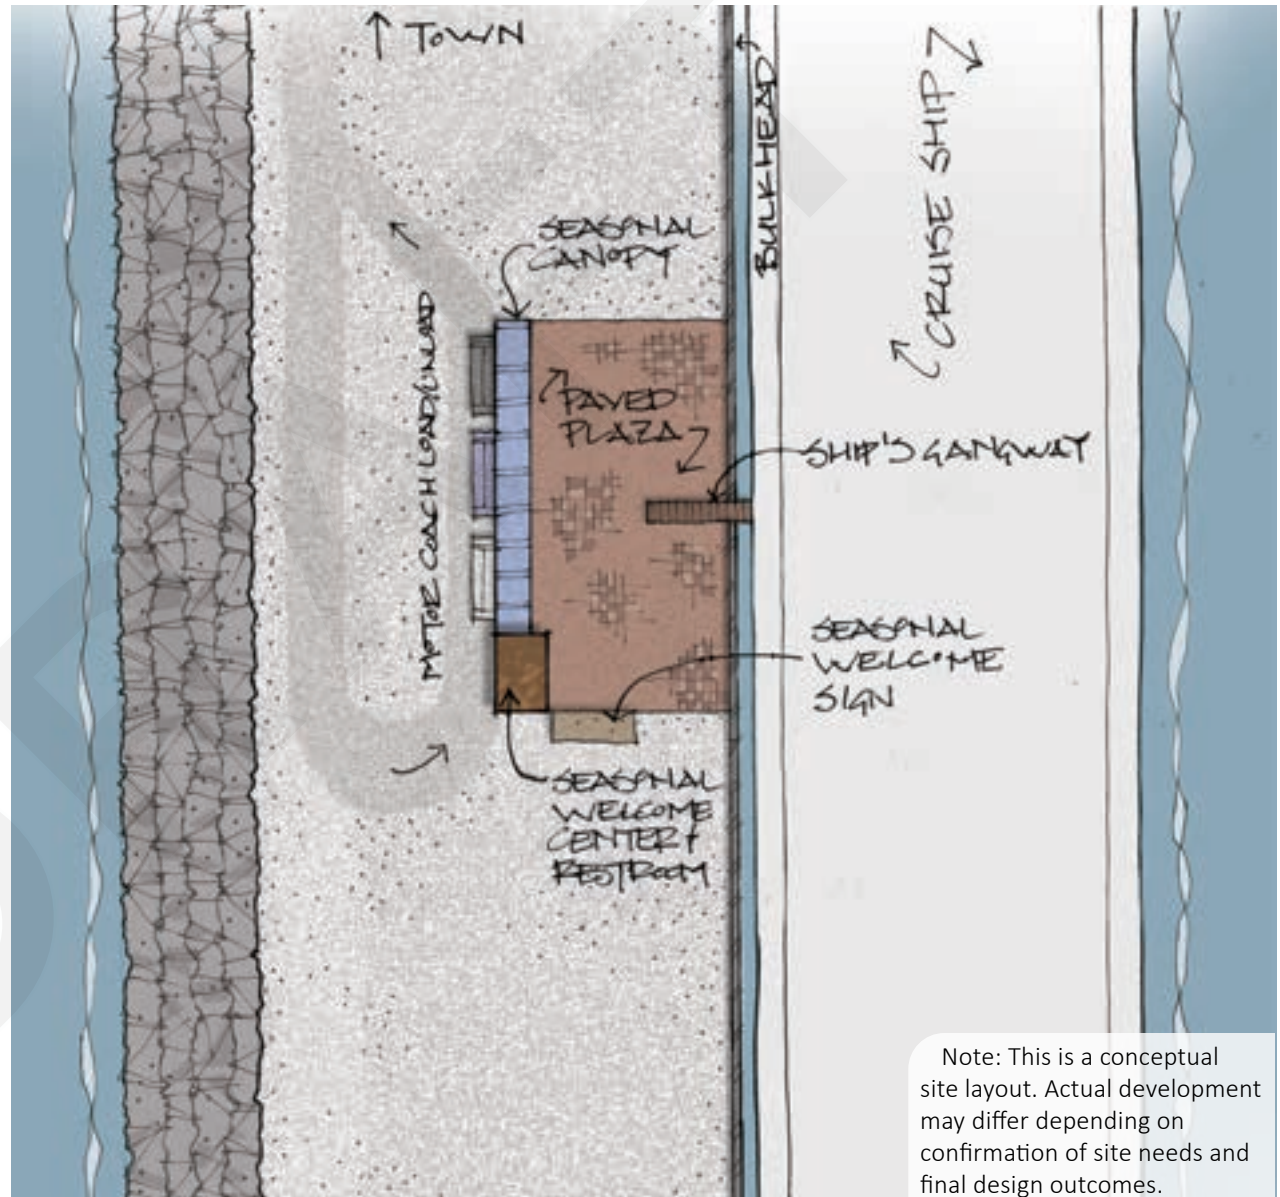 TOWN
BULKHEAD
CRUISE SHIP
SEASONAL
CANOPY
MOTOR COACH LOAD/UNLOAD
PAVED
PLAZA
SHIP'S GANGWAY
SEASONAL
WELCOME
SIGN
SEASONAL
WELCOME
CENTER &
RESTROOM
Note: This is a conceptual
site layout. Actual development
may differ depending on
confirmation of site needs and
final design outcomes.